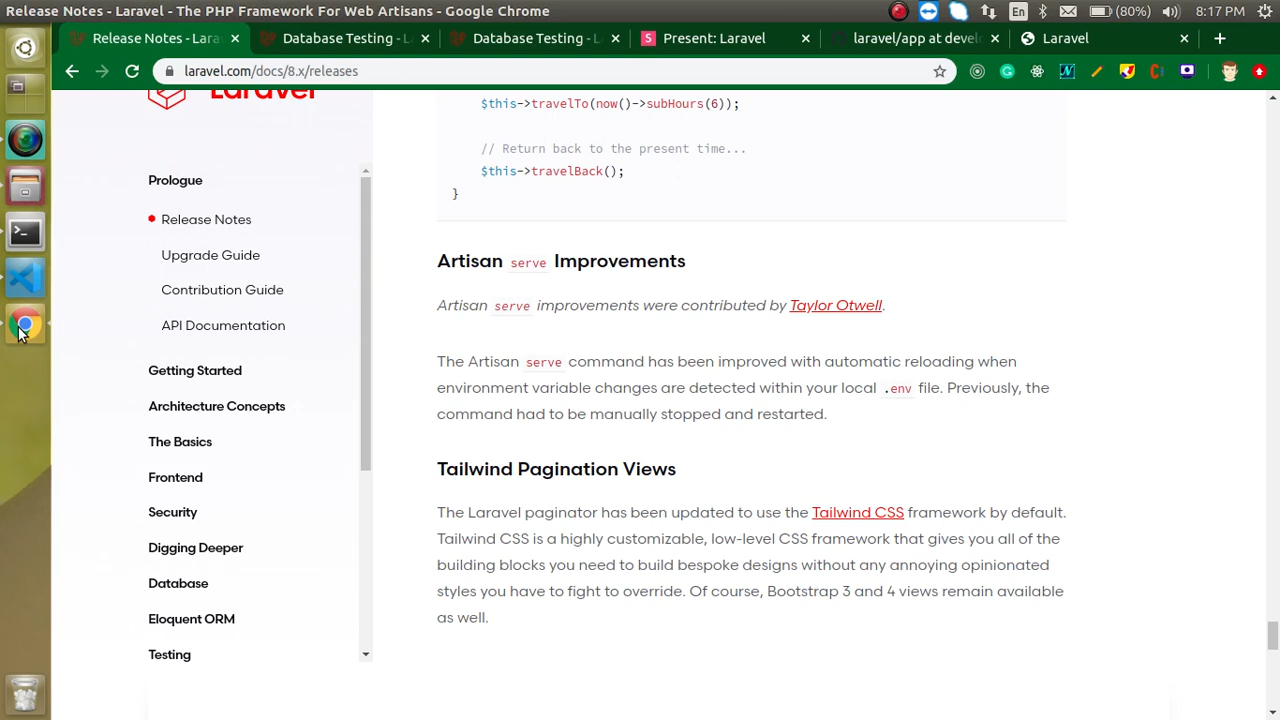 Release Notes - Laravel - The PHP Framework For Web Artisans - Google Chrome
En
(80%)
8:17 PM
Release Notes - Lara
Database Testing - L
Database Testing - L
Present: Laravel
laravel/app at devel
Laravel
laravel.com/docs/8.x/releases
Laravel
Prologue
Release Notes
Upgrade Guide
Contribution Guide
API Documentation
Getting Started
Architecture Concepts
The Basics
Frontend
Security
Digging Deeper
Database
Eloquent ORM
Testing
$this->travelTo(now()->subHours(6));
// Return back to the present time...
$this->travelBack();
}
Artisan serve Improvements
Artisan serve improvements were contributed by Taylor Otwell.
The Artisan serve command has been improved with automatic reloading when
environment variable changes are detected within your local .env file. Previously, the
command had to be manually stopped and restarted.
Tailwind Pagination Views
The Laravel paginator has been updated to use the Tailwind CSS framework by default.
Tailwind CSS is a highly customizable, low-level CSS framework that gives you all of the
building blocks you need to build bespoke designs without any annoying opinionated
styles you have to fight to override. Of course, Bootstrap 3 and 4 views remain available
as well.